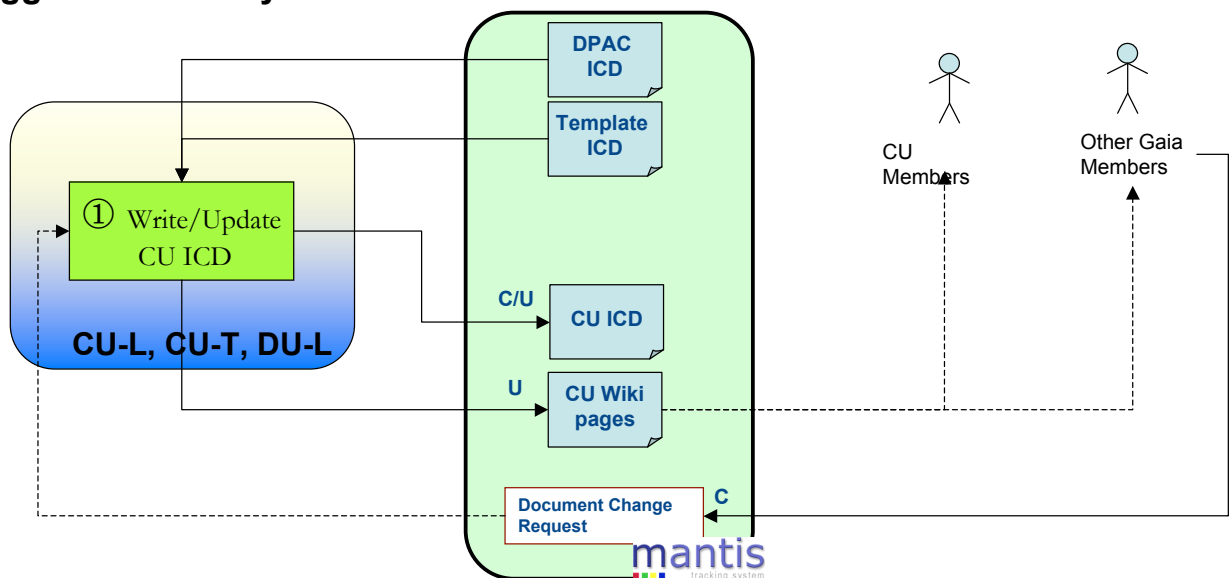 DPAC
ICD
Template
ICD
CU
Members
Other Gaia
Members
① Write/Update
CU ICD
CU-L, CU-T, DU-L
C/U
CU ICD
U
CU Wiki
pages
Document Change
Request
C
mantis
tracking system